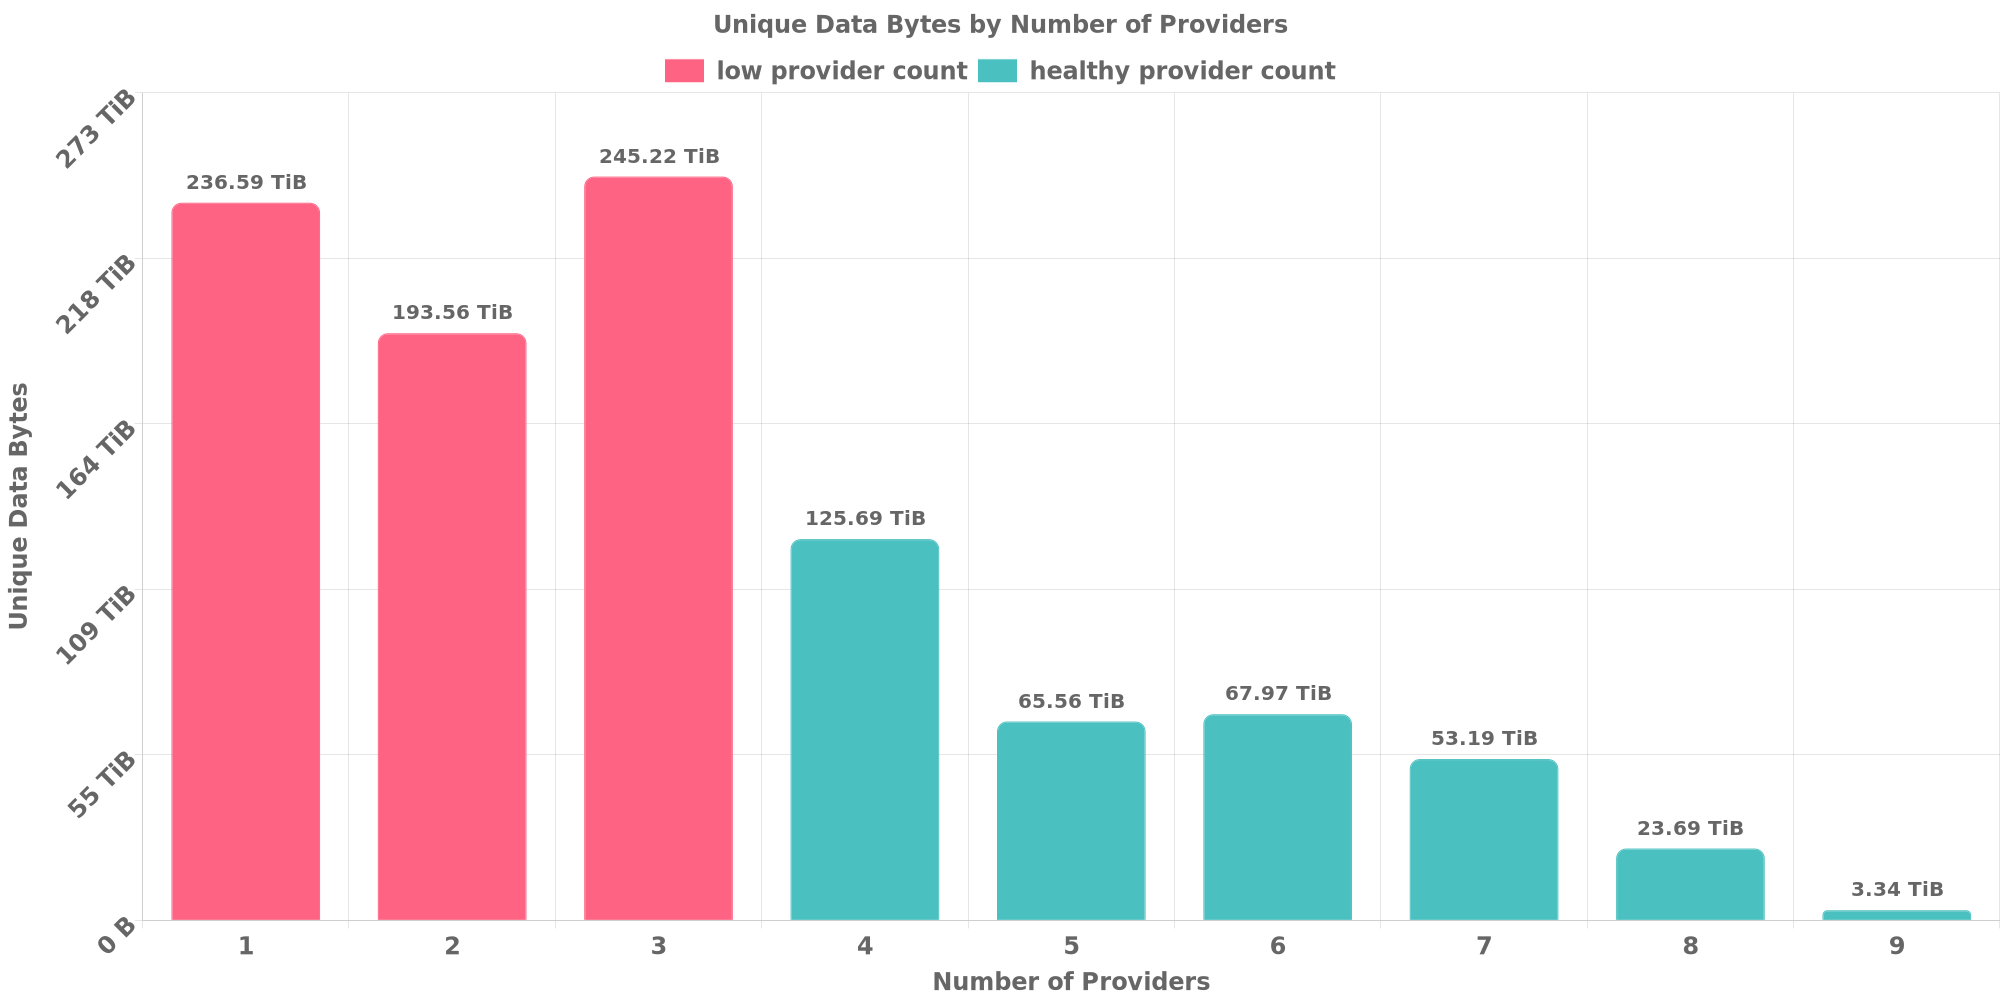 Unique Data Bytes by Number of Providers
low provider count healthy provider count
273 TiB
218 TiB
164 TiB
109 TiB
55 TiB
0 B
Unique Data Bytes
236.59 TiB
193.56 TiB
245.22 TiB
125.69 TiB
65.56 TiB
67.97 TiB
53.19 TiB
23.69 TiB
3.34 TiB
1 2 3 4 5 6 7 8 9
Number of Providers